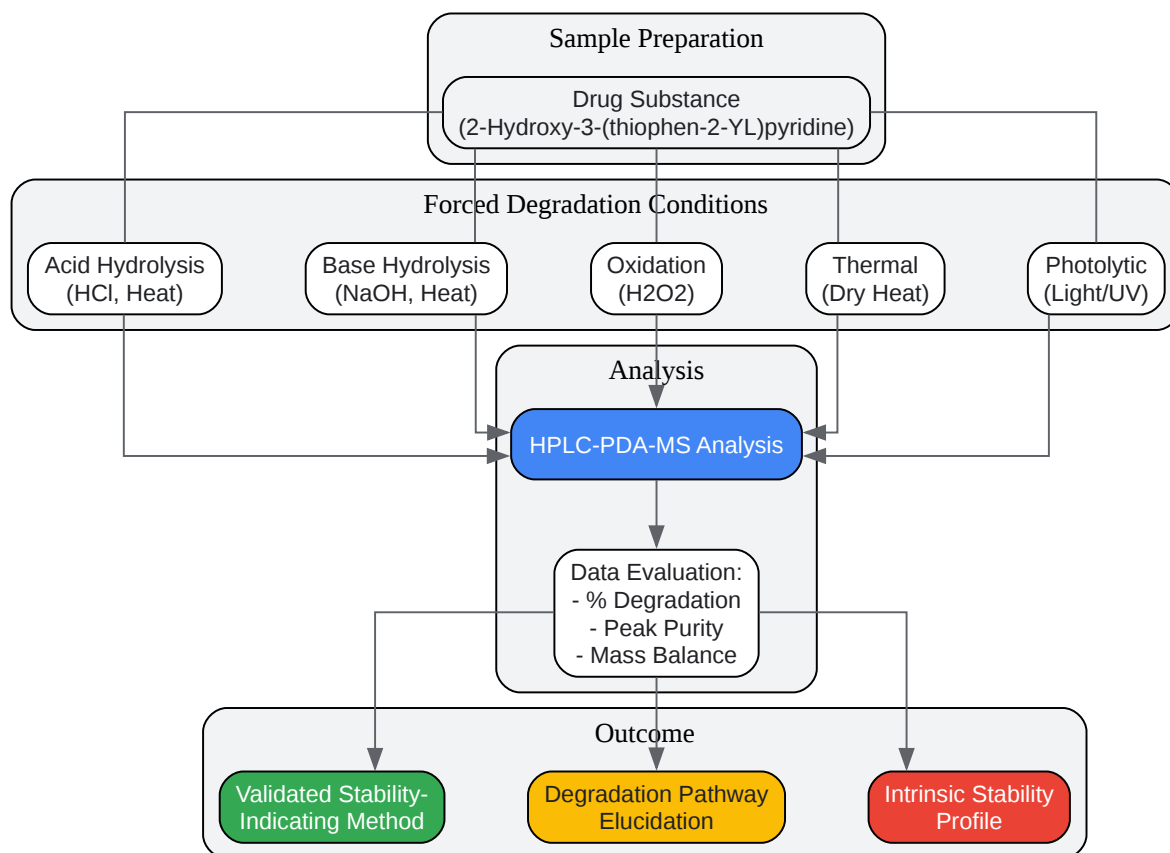 Sample Preparation
Drug Substance
(2-Hydroxy-3-(thiophen-2-YL)pyridine)
Forced Degradation Conditions
Acid Hydrolysis
(HCl, Heat)
Base Hydrolysis
(NaOH, Heat)
Oxidation
(H2O2)
Thermal
(Dry Heat)
Photolytic
(Light/UV)
Analysis
HPLC-PDA-MS Analysis
Data Evaluation:
- % Degradation
- Peak Purity
- Mass Balance
Outcome
Validated Stability-
Indicating Method
Degradation Pathway
Elucidation
Intrinsic Stability
Profile